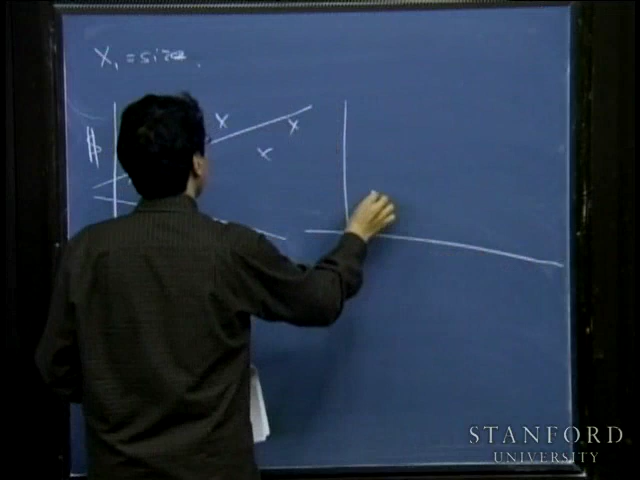 X₁ = size.
$
x
x
x
STANFORD
UNIVERSITY